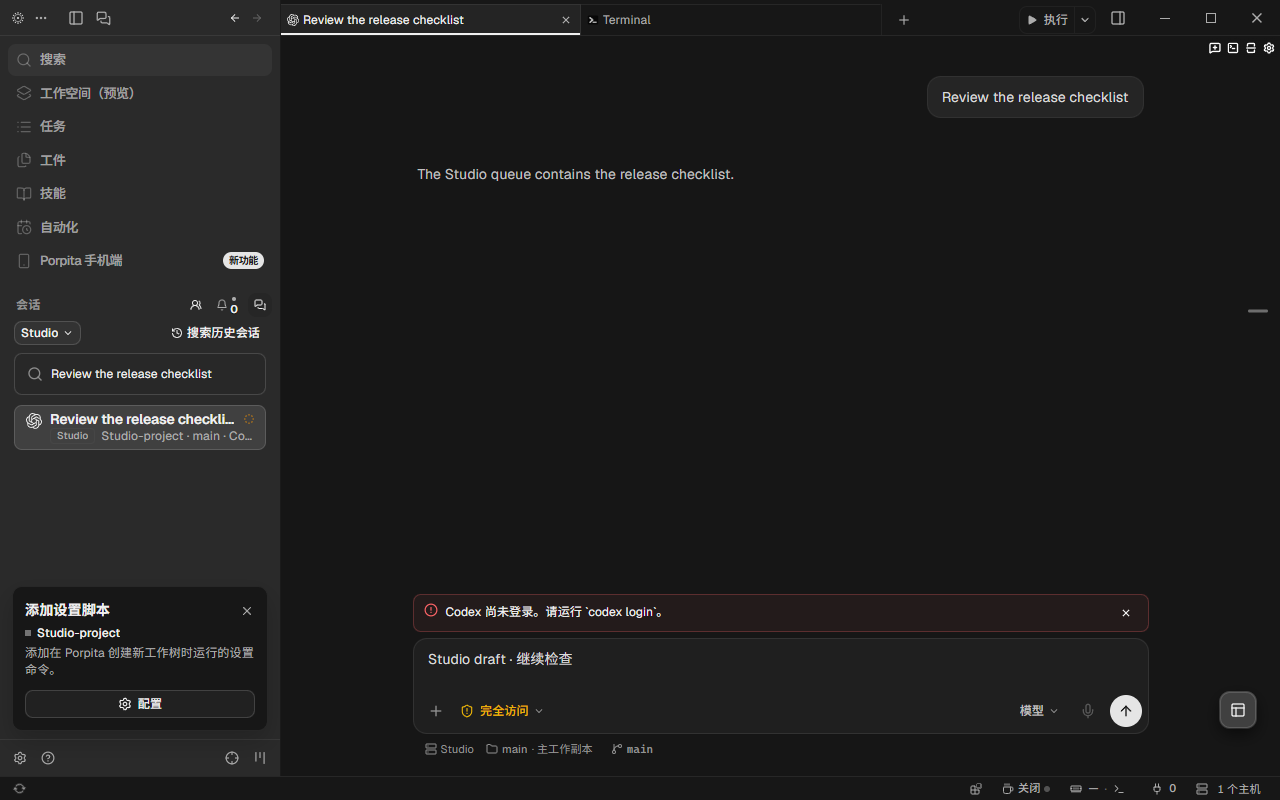 Review the release checklist
Terminal
执行
搜索
工作空间（预览）
任务
工件
技能
自动化
Porpita 手机端
新功能
会话
0
Studio
搜索历史会话
Review the release checklist
Review the release checkli...
Studio
Studio-project · main · Co...
添加设置脚本
Studio-project
添加在 Porpita 创建新工作树时运行的设置
命令。
配置
Review the release checklist
The Studio queue contains the release checklist.
Codex 尚未登录。请运行 `codex login`。
Studio draft · 继续检查
完全访问
模型
Studio
main · 主工作副本
main
关闭
0
1 个主机